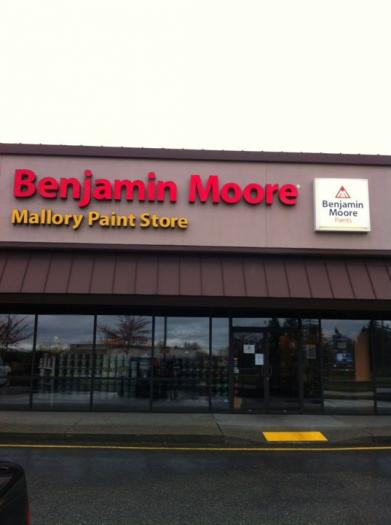 Benjamin Moore
Mallory Paint Store
Benjamin
Moore
Paints